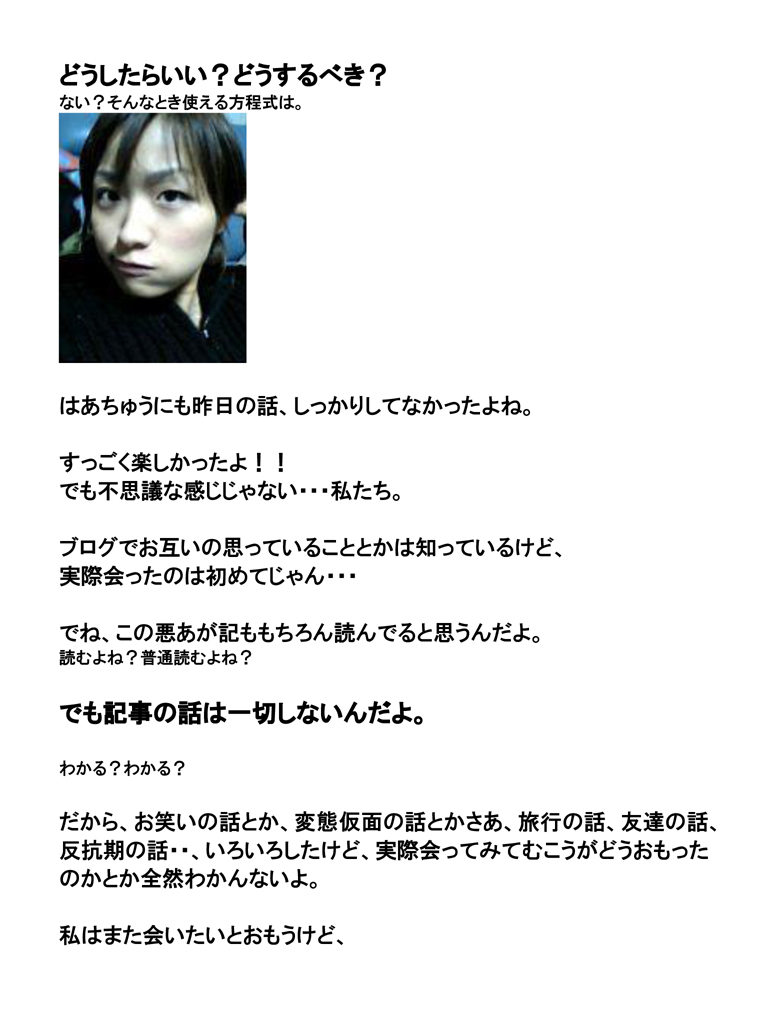 どうしたらいい？どうするべき？
ない？そんなとき使える方程式は。
はあちゅうにも昨日の話、しっかりしてなかったよね。
すっごく楽しかったよ！！
でも不思議な感じじゃない・・・私たち。
ブログでお互いの思っていることとかは知っているけど、
実際会ったのは初めてじゃん・・・
でね、この悪あが記ももちろん読んでると思うんだよ。
読むよね？普通読むよね？
でも記事の話は一切しないんだよ。
わかる？わかる？
だから、お笑いの話とか、変態仮面の話とかさあ、旅行の話、友達の話、
反抗期の話・・、いろいろしたけど、実際会ってみてむこうがどうおもった
のかとか全然わかんないよ。
私はまた会いたいとおもうけど、